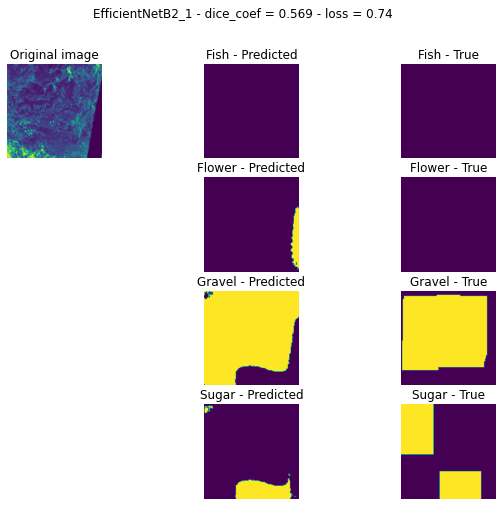 EfficientNetB2_1 - dice_coef = 0.569 - loss = 0.74
Original image
Fish - Predicted
Fish - True
Flower - Predicted
Flower - True
Gravel - Predicted
Gravel - True
Sugar - Predicted
Sugar - True